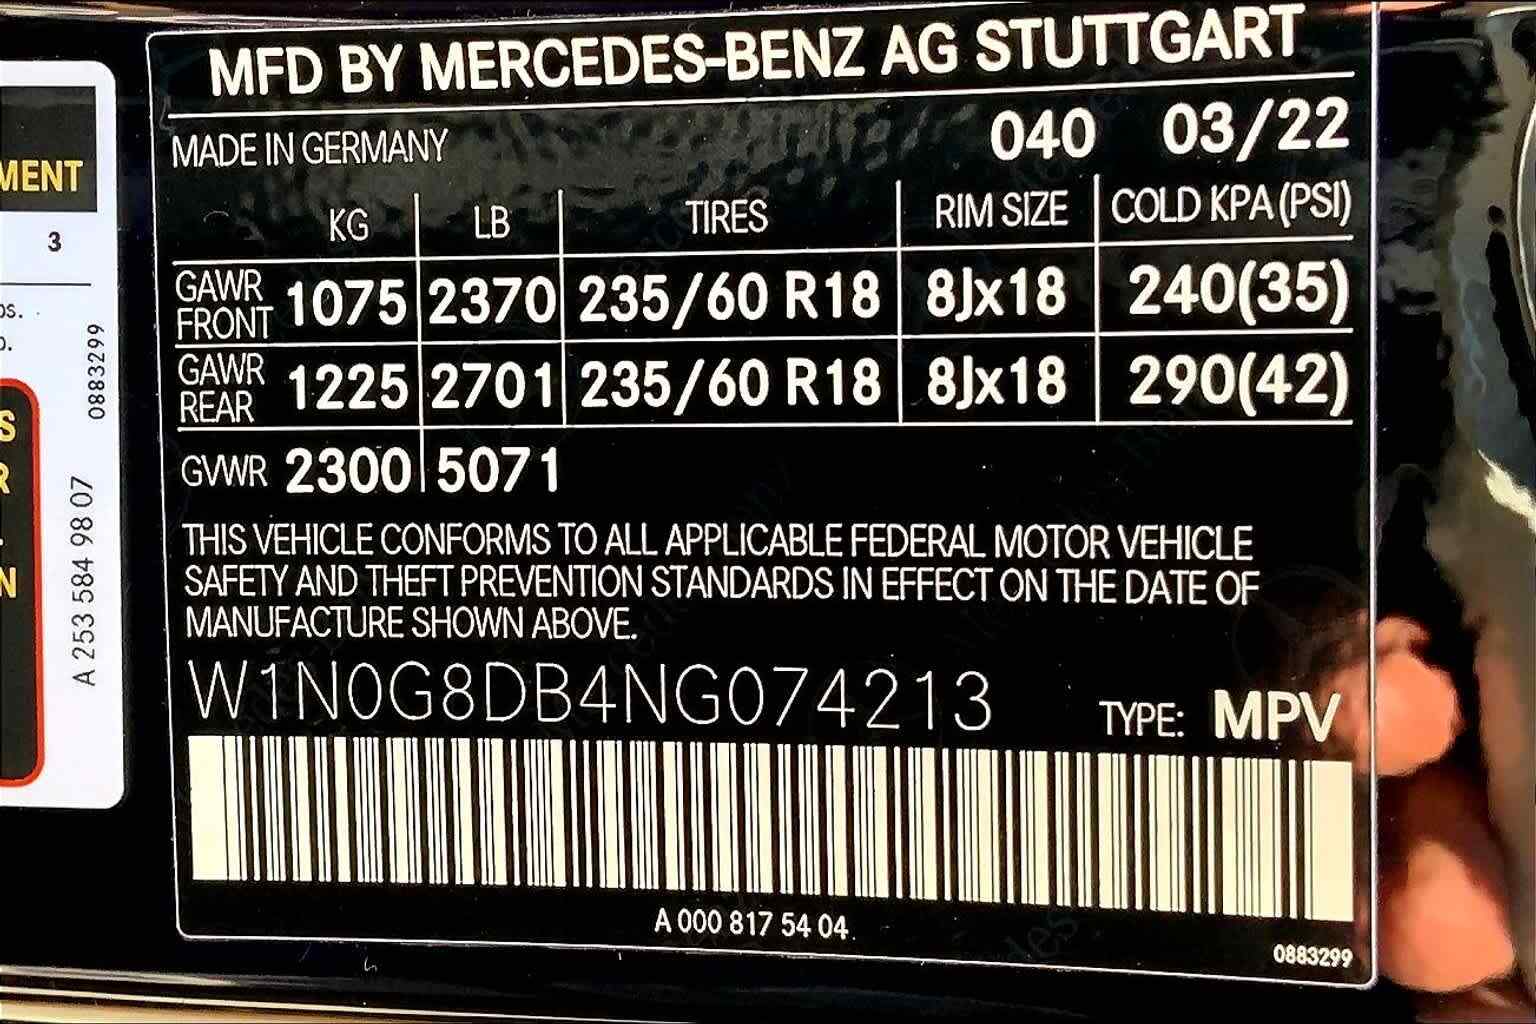 MFD BY MERCEDES-BENZ AG STUTTGART
MADE IN GERMANY 040 03/22
KG LB TIRES RIM SIZE COLD KPA (PSI)
GAWR FRONT 1075 2370 235/60 R18 8Jx18 240(35)
GAWR REAR 1225 2701 235/60 R18 8Jx18 290(42)
GVWR 2300 5071
THIS VEHICLE CONFORMS TO ALL APPLICABLE FEDERAL MOTOR VEHICLE
SAFETY AND THEFT PREVENTION STANDARDS IN EFFECT ON THE DATE OF
MANUFACTURE SHOWN ABOVE.
W1N0G8DB4NG074213 TYPE: MPV
A 000 817 54 04
0883299
MENT
3
0883299
A 253 584 98 07
S
R
N